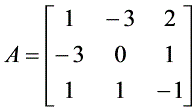 A = [ 1 -3 2
-3 0 1
1 1 -1 ]